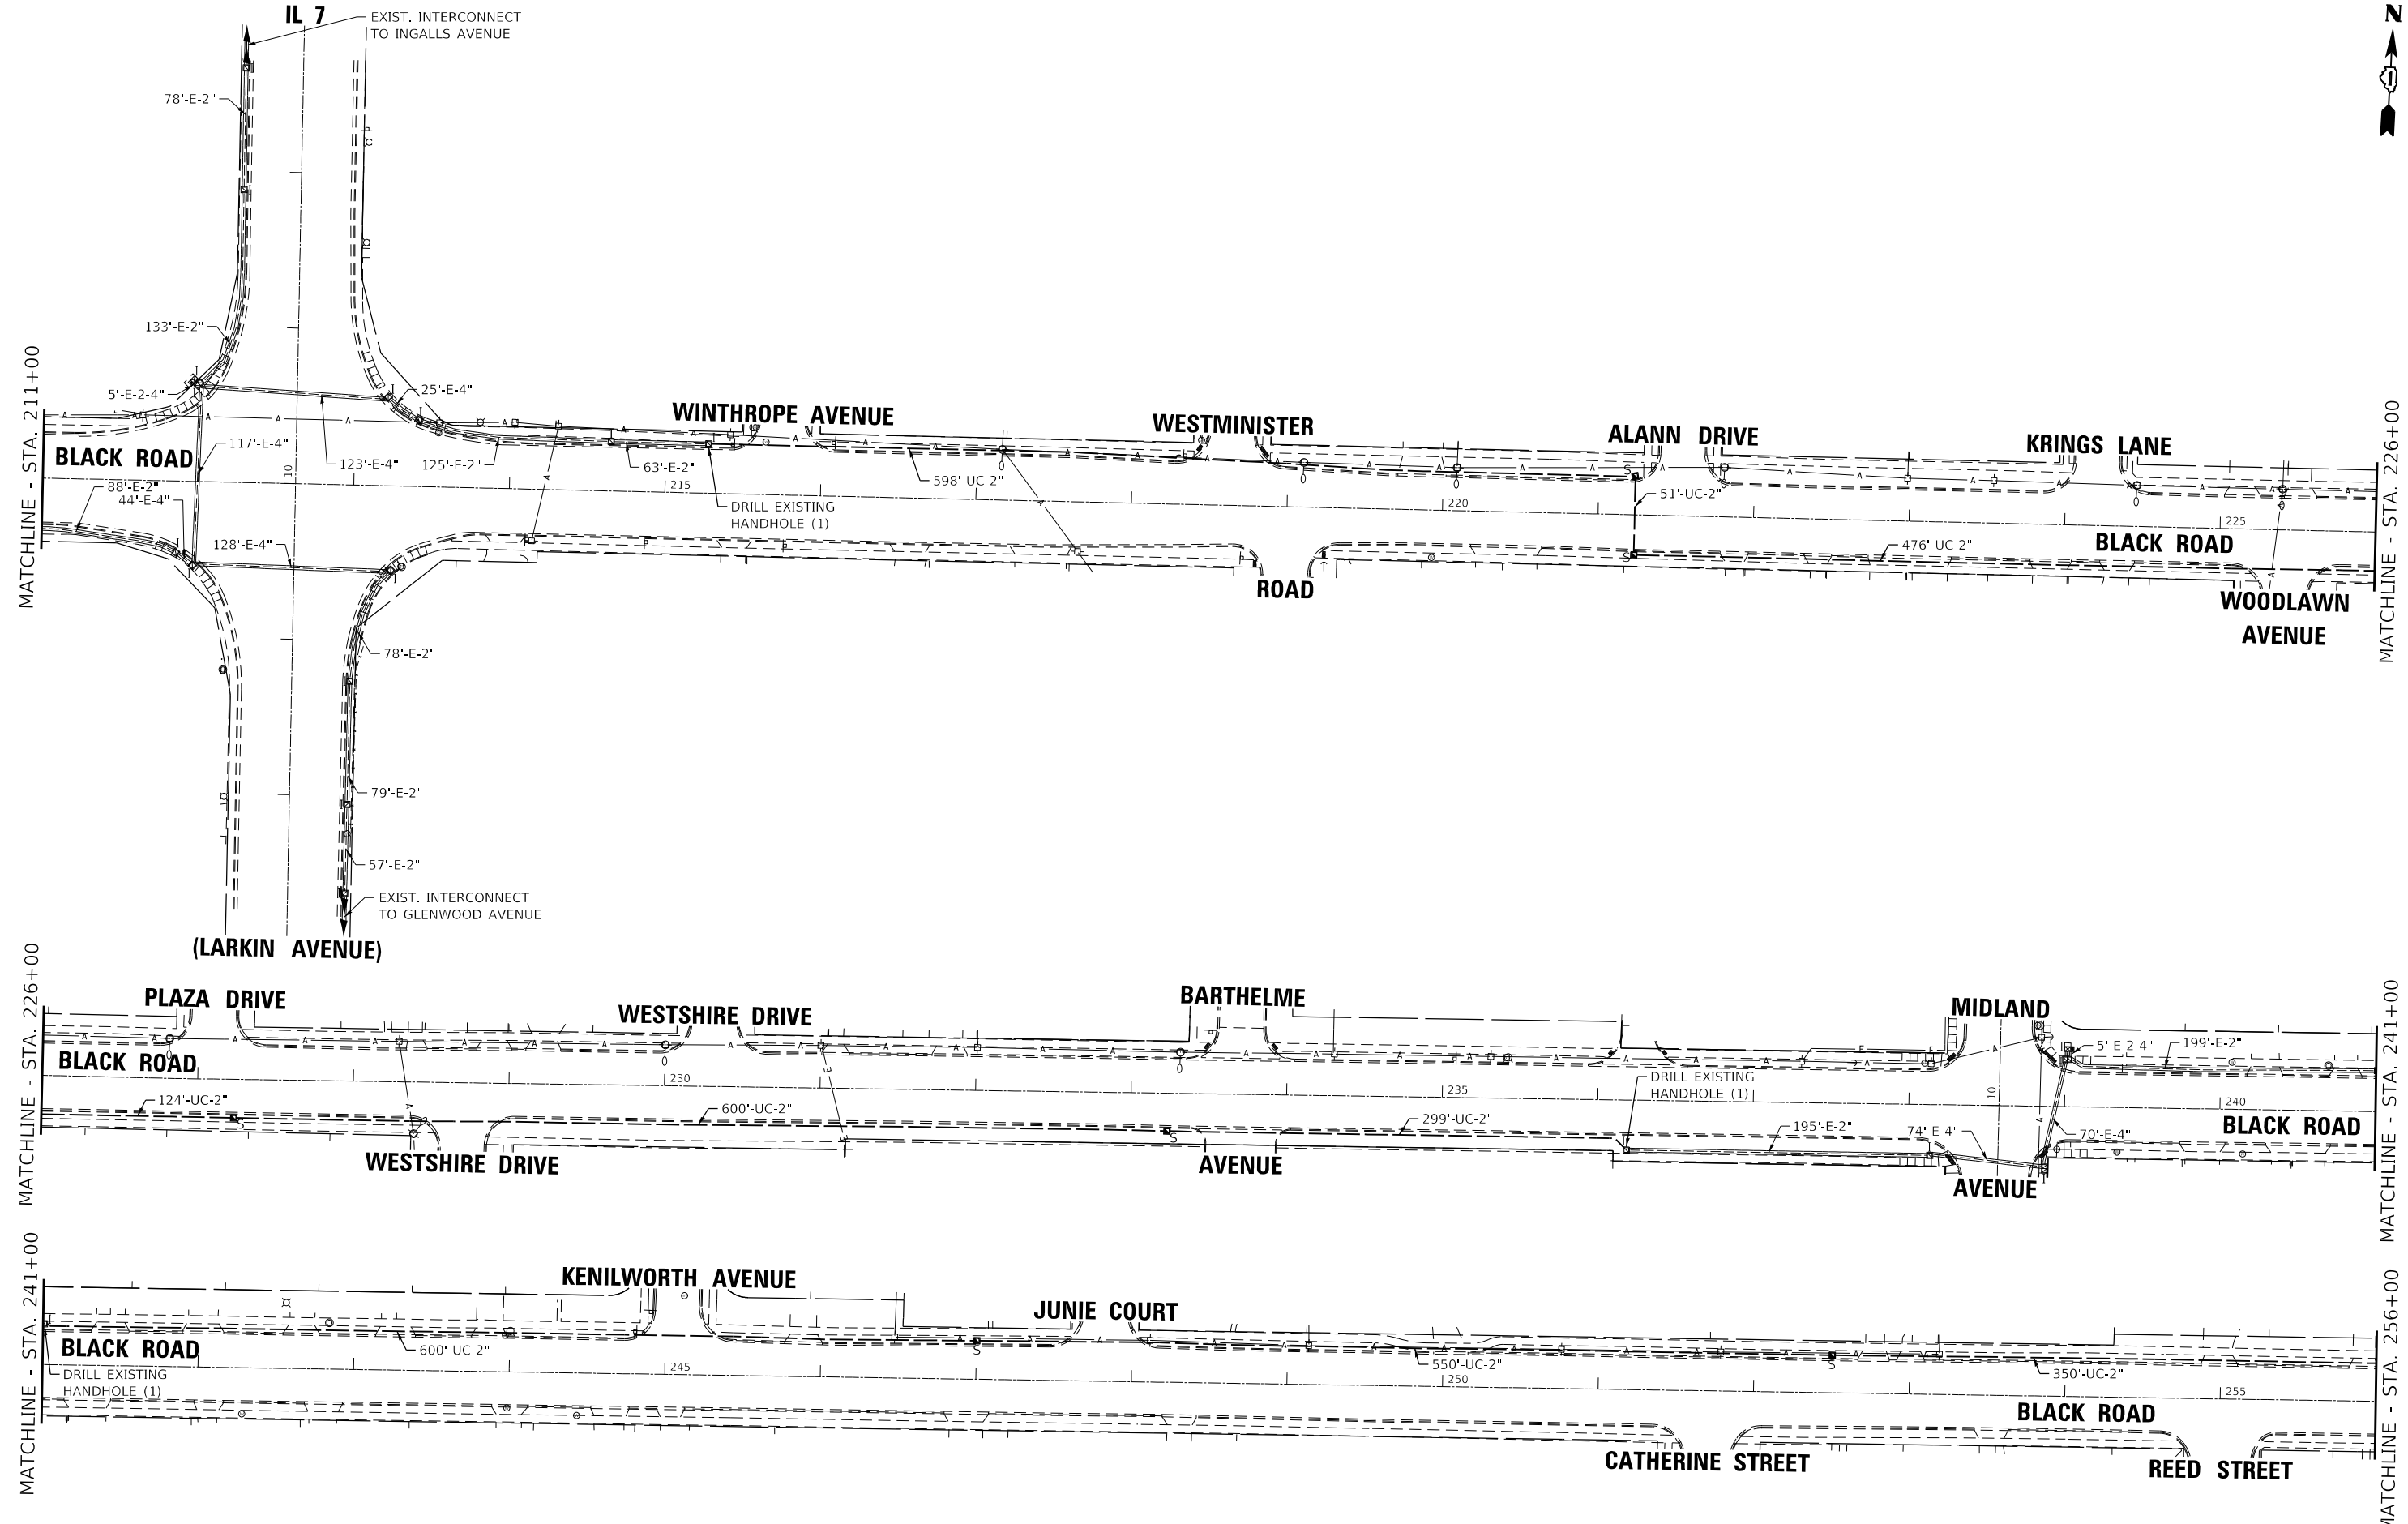 IL 7
EXIST. INTERCONNECT
TO INGALLS AVENUE
N
1
78'-E-2"
133'-E-2"
5'-E-2-4"
25'-E-4"
MATCHLINE - STA. 211+00
BLACK ROAD
117'-E-4"
123'-E-4"
125'-E-2"
63'-E-2"
88'-E-2"
44'-E-4"
128'-E-4"
10
WINTHROPE AVENUE
WESTMINISTER
ALANN DRIVE
KRINGS LANE
215
DRILL EXISTING
HANDHOLE (1)
598'-UC-2"
220
51'-UC-2"
225
BLACK ROAD
476'-UC-2"
ROAD
WOODLAWN
AVENUE
MATCHLINE - STA. 226+00
78'-E-2"
79'-E-2"
57'-E-2"
EXIST. INTERCONNECT
TO GLENWOOD AVENUE
(LARKIN AVENUE)
MATCHLINE - STA. 226+00
PLAZA DRIVE
WESTSHIRE DRIVE
BARTHELME
MIDLAND
BLACK ROAD
230
235
DRILL EXISTING
HANDHOLE (1)
10
5'-E-2-4"
199'-E-2"
240
124'-UC-2"
600'-UC-2"
299'-UC-2"
195'-E-2"
74'-E-4"
70'-E-4"
BLACK ROAD
WESTSHIRE DRIVE
AVENUE
AVENUE
MATCHLINE - STA. 241+00
MATCHLINE - STA. 241+00
KENILWORTH AVENUE
JUNIE COURT
BLACK ROAD
600'-UC-2"
DRILL EXISTING
HANDHOLE (1)
245
550'-UC-2"
250
350'-UC-2"
255
BLACK ROAD
CATHERINE STREET
REED STREET
MATCHLINE - STA. 256+00